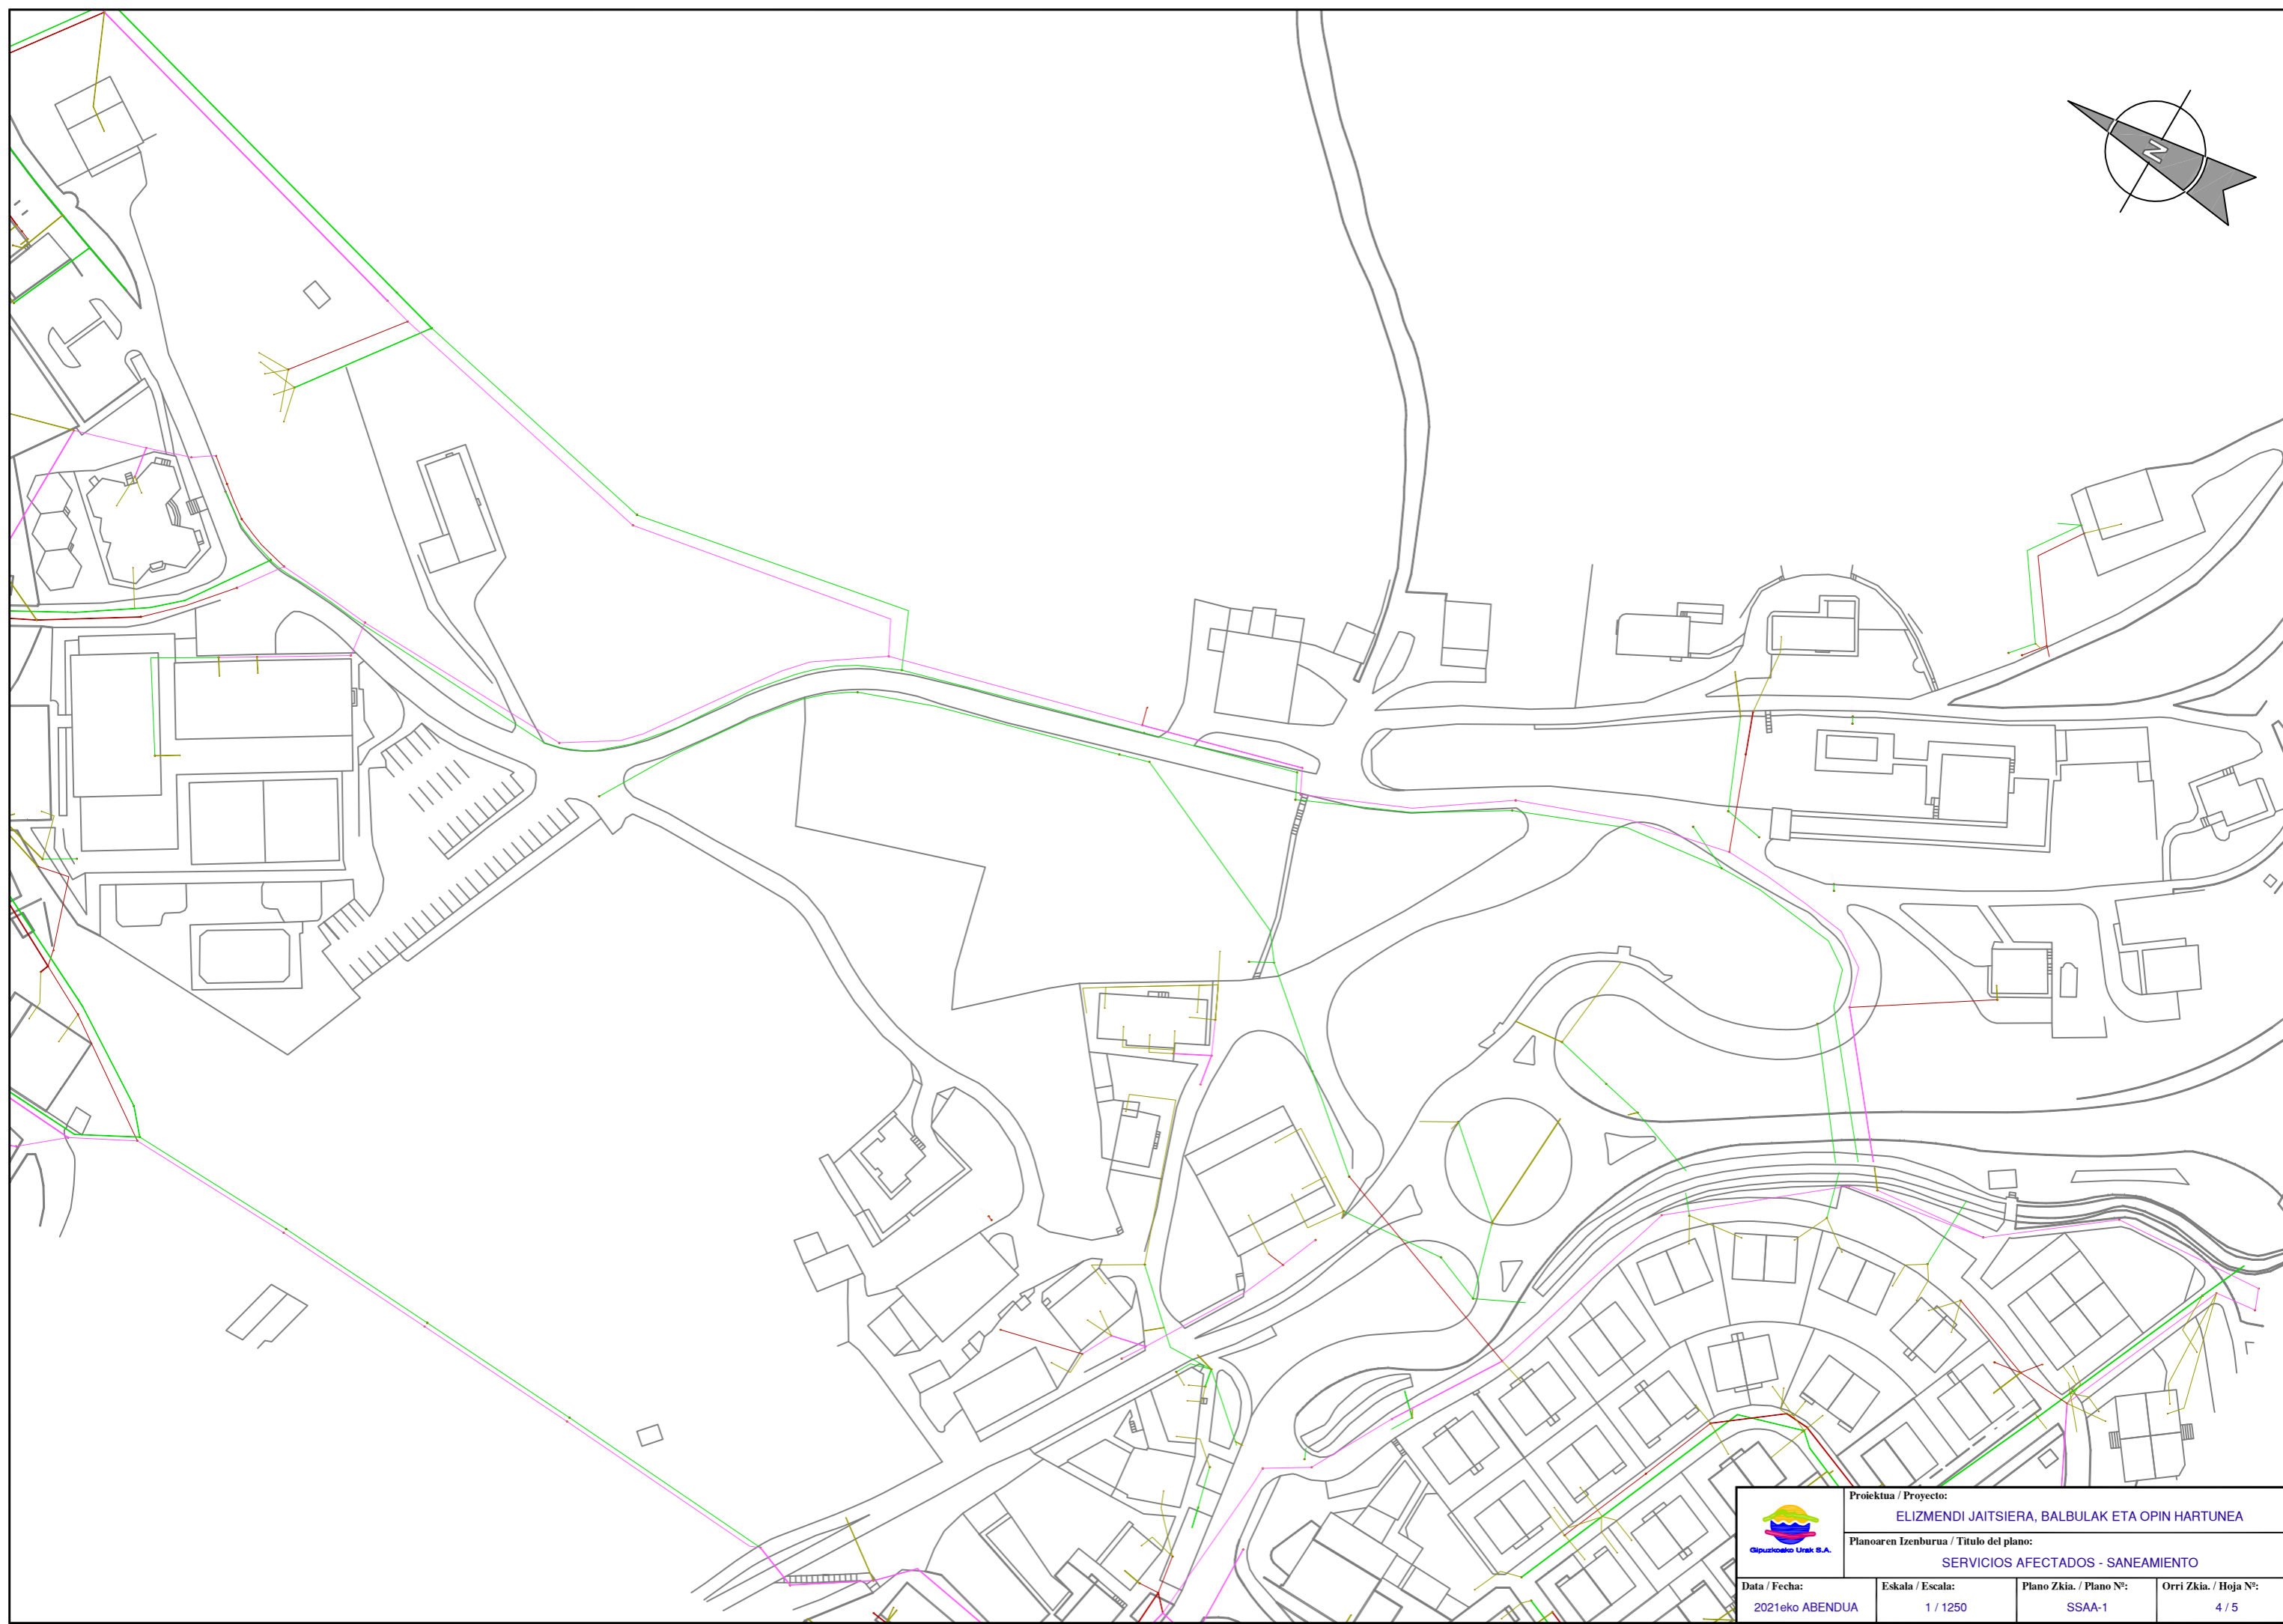 N
Proiektua / Proyecto:
ELIZMENDI JAITSIERA, BALBULAK ETA OPIN HARTUNEA
Gipuzkoako Urak S.A.
Planoaren Izenburua / Titulo del plano:
SERVICIOS AFECTADOS - SANEAMIENTO
Data / Fecha: Eskala / Escala: Plano Zkia. / Plano Nº: Orri Zkia. / Hoja Nº:
2021eko ABENDUA 1 / 1250 SSAA-1 4 / 5